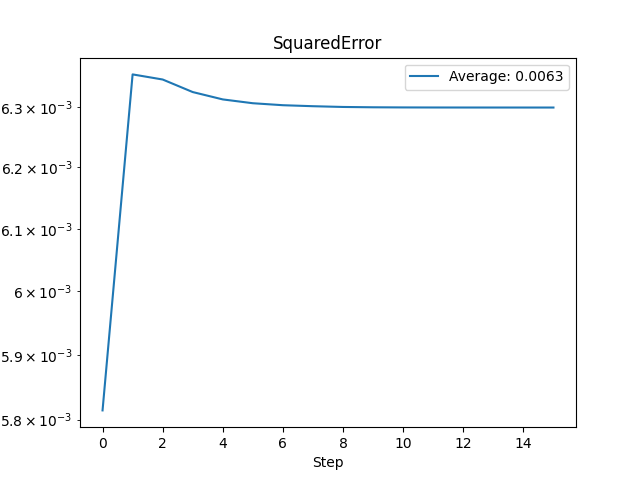 SquaredError
Average: 0.0063
6.3 × 10⁻³
6.2 × 10⁻³
6.1 × 10⁻³
6 × 10⁻³
5.9 × 10⁻³
5.8 × 10⁻³
0 2 4 6 8 10 12 14
Step